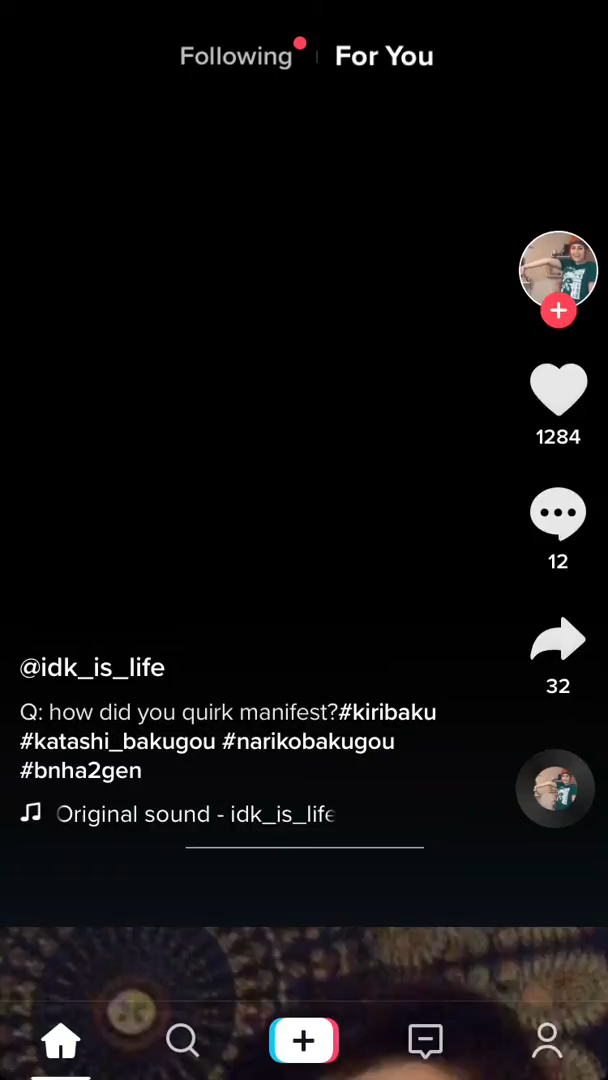 Following
For You
1284
12
32
@idk_is_life
Q: how did you quirk manifest?#kiribaku
#katashi_bakugou #narikobakugou
#bnha2gen
Original sound - idk_is_life